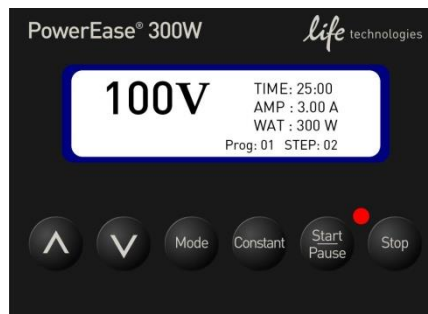 PowerEase® 300W
life technologies
100V
TIME: 25:00
AMP : 3.00 A
WAT : 300 W
Prog: 01 STEP: 02
Mode
Constant
Start
Pause
Stop